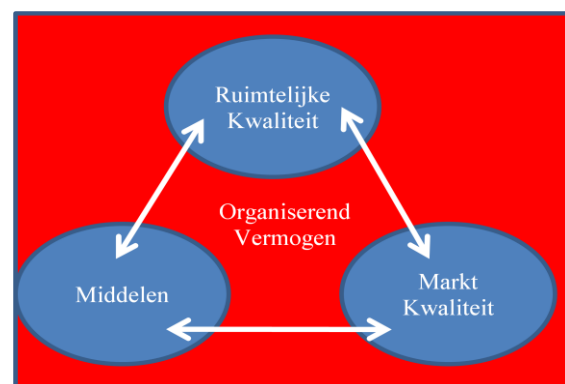 Ruimtelijke
Kwaliteit
Organiserend
Vermogen
Middelen
Markt
Kwaliteit